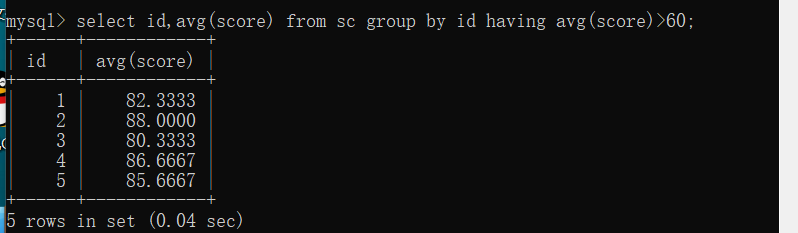 mysql> select id,avg(score) from sc group by id having avg(score)>60;
+------+------------+
| id | avg(score) |
+------+------------+
| 1 | 82.3333 |
| 2 | 88.0000 |
| 3 | 80.3333 |
| 4 | 86.6667 |
| 5 | 85.6667 |
+------+------------+
5 rows in set (0.04 sec)